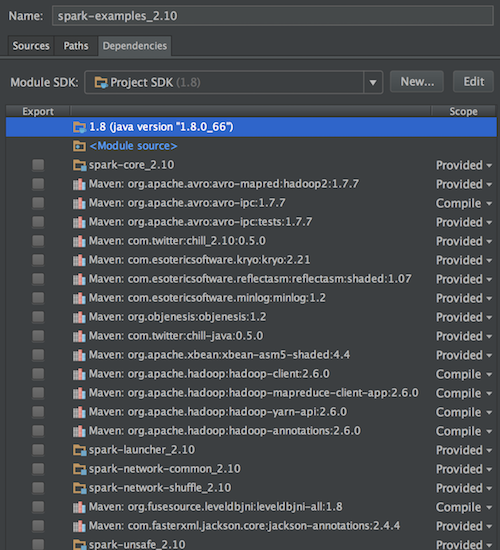 Name: spark-examples_2.10
Sources Paths Dependencies
Module SDK: Project SDK (1.8) New... Edit
Export Scope
1.8 (java version "1.8.0_66")
<Module source>
spark-core_2.10 Provided
Maven: org.apache.avro:avro-mapred:hadoop2:1.7.7 Provided
Maven: org.apache.avro:avro-ipc:1.7.7 Compile
Maven: org.apache.avro:avro-ipc:tests:1.7.7 Provided
Maven: com.twitter:chill_2.10:0.5.0 Provided
Maven: com.esotericsoftware.kryo:kryo:2.21 Provided
Maven: com.esotericsoftware.reflectasm:reflectasm:shaded:1.07 Provided
Maven: com.esotericsoftware.minlog:minlog:1.2 Provided
Maven: org.objenesis:objenesis:1.2 Provided
Maven: com.twitter:chill-java:0.5.0 Provided
Maven: org.apache.xbean:xbean-asm5-shaded:4.4 Provided
Maven: org.apache.hadoop:hadoop-client:2.6.0 Compile
Maven: org.apache.hadoop:hadoop-mapreduce-client-app:2.6.0 Compile
Maven: org.apache.hadoop:hadoop-yarn-api:2.6.0 Compile
Maven: org.apache.hadoop:hadoop-annotations:2.6.0 Compile
spark-launcher_2.10 Provided
spark-network-common_2.10 Provided
spark-network-shuffle_2.10 Provided
Maven: org.fusesource.leveldbjni:leveldbjni-all:1.8 Compile
Maven: com.fasterxml.jackson.core:jackson-annotations:2.4.4 Provided
spark-unsafe_2.10 Provided